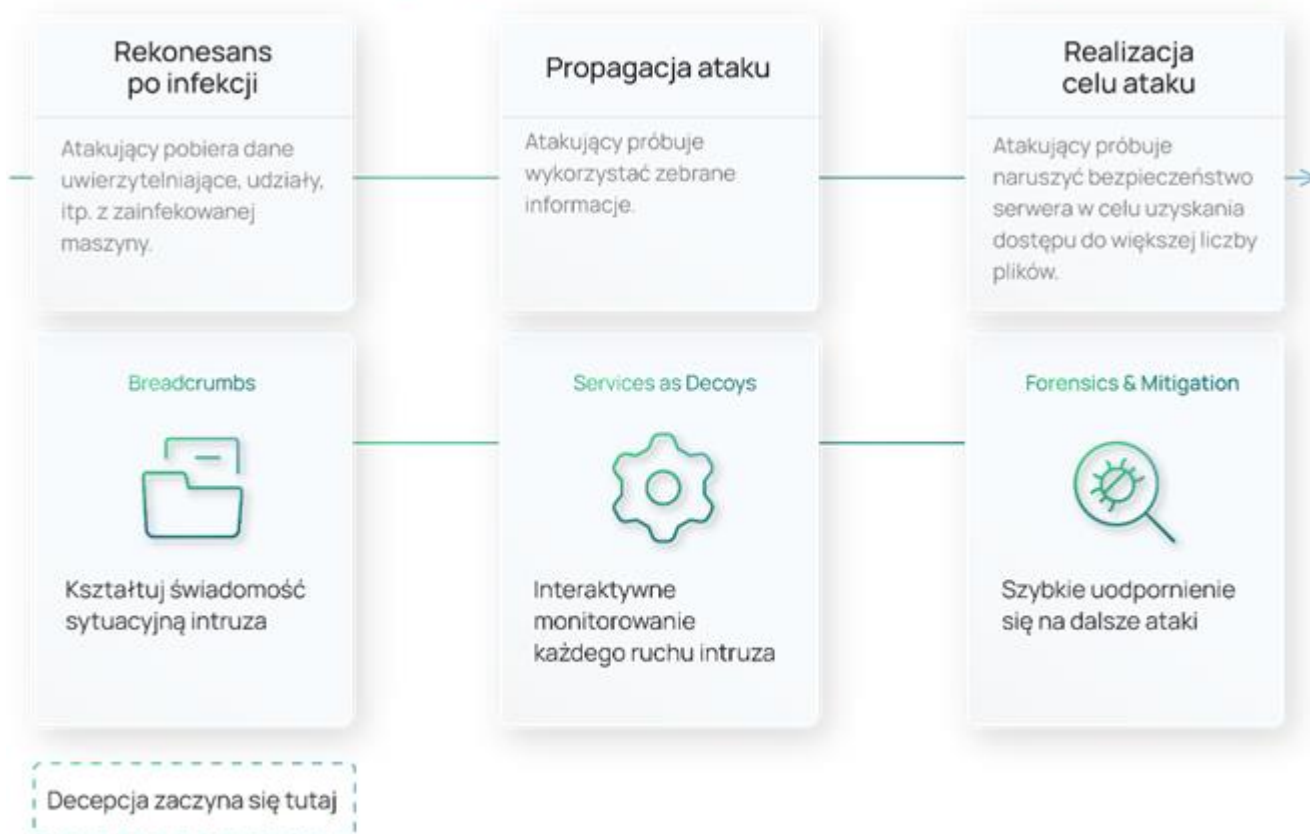 Rekonesans
po infekcji
Atakujący pobiera dane
uwierzytelniające, udziały,
itp. z zainfekowanej
maszyny.
Propagacja ataku
Atakujący próbuje
wykorzystać zebrane
informacje.
Realizacja
celu ataku
Atakujący próbuje
naruszyć bezpieczeństwo
serwera w celu uzyskania
dostępu do większej liczby
plików.
Breadcrumbs
Kształtuj świadomość
sytuacyjną intruza
Services as Decoys
Interaktywne
monitorowanie
każdego ruchu intruza
Forensics & Mitigation
Szybkie uodpornienie
się na dalsze ataki
Decepcja zaczyna się tutaj